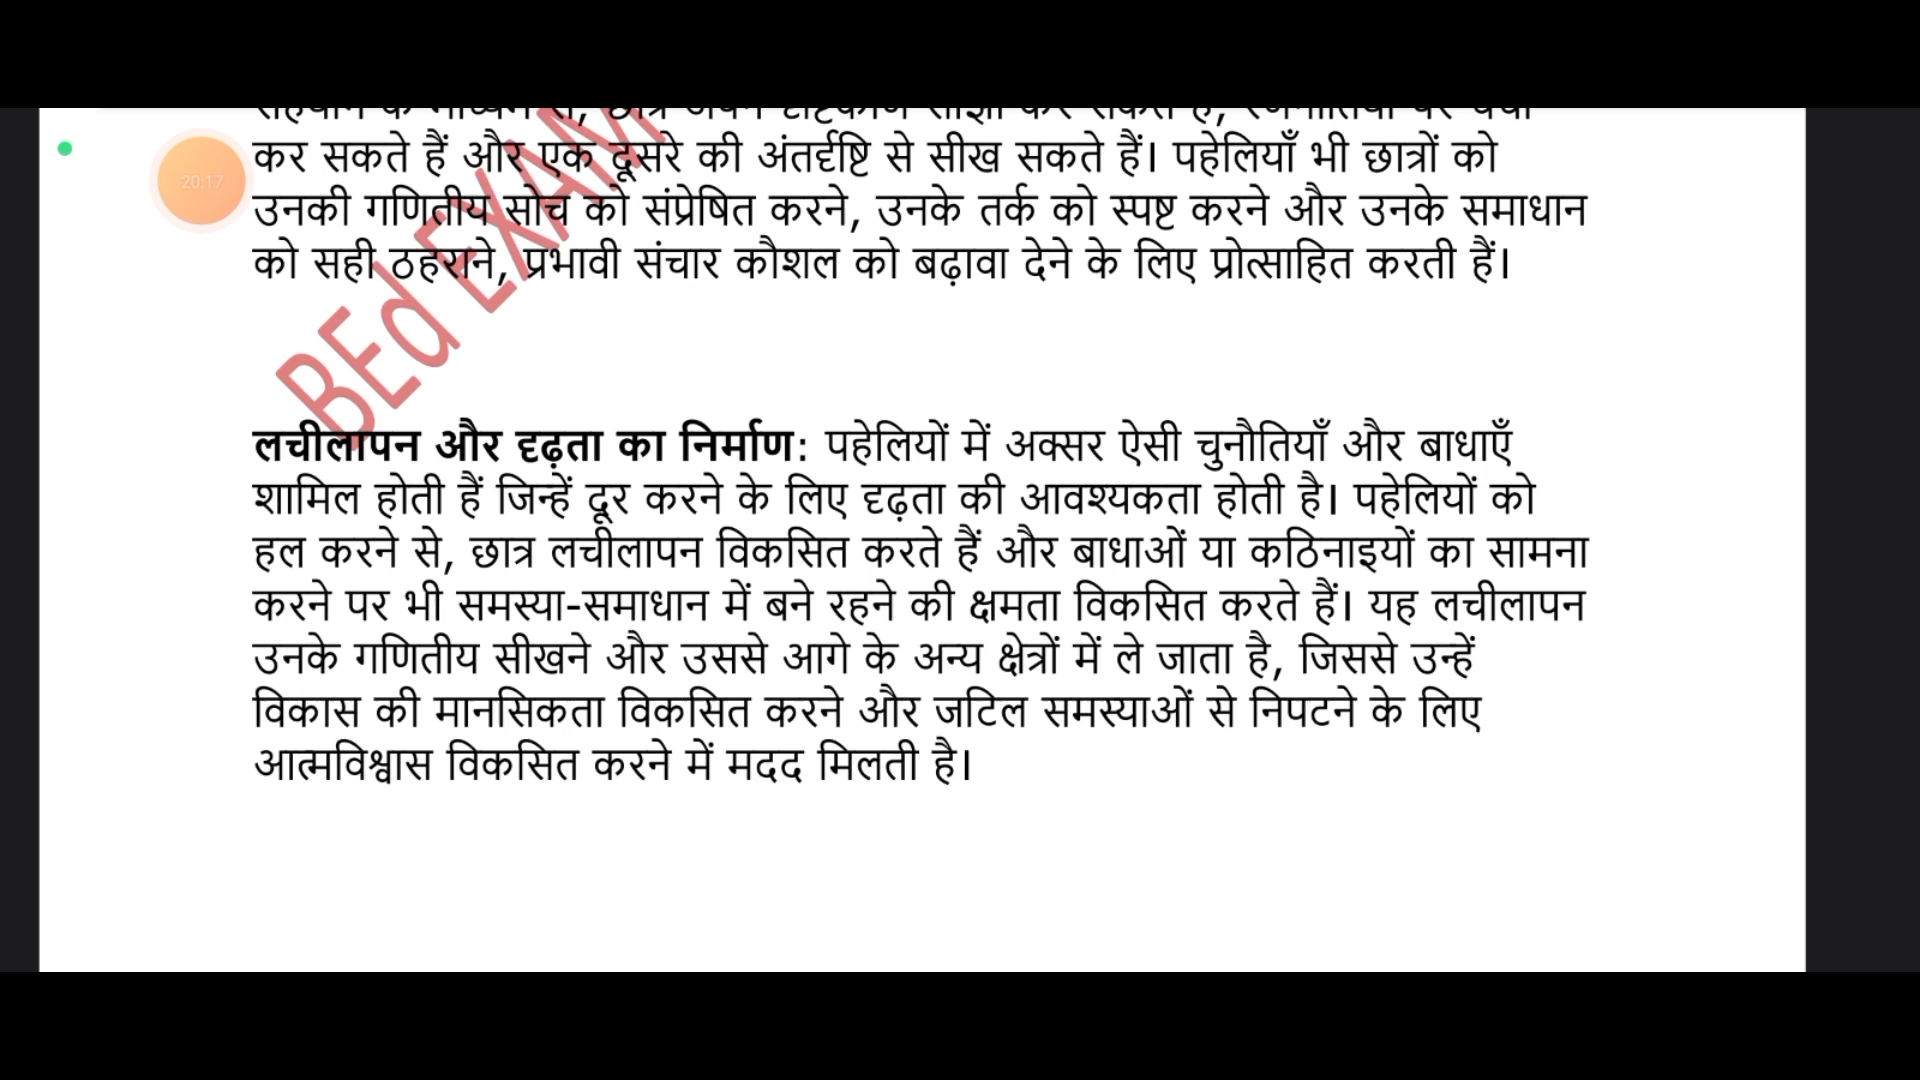 कर सकते हैं और एक दूसरे की अंतर्दृष्टि से सीख सकते हैं। पहेलियाँ भी छात्रों को
20:17
उनकी गणितीय सोच को संप्रेषित करने, उनके तर्क को स्पष्ट करने और उनके समाधान
को सही ठहराने, प्रभावी संचार कौशल को बढ़ावा देने के लिए प्रोत्साहित करती हैं।
BEd EXAM
लचीलापन और दृढ़ता का निर्माण: पहेलियों में अक्सर ऐसी चुनौतियाँ और बाधाएँ
शामिल होती हैं जिन्हें दूर करने के लिए दृढ़ता की आवश्यकता होती है। पहेलियों को
हल करने से, छात्र लचीलापन विकसित करते हैं और बाधाओं या कठिनाइयों का सामना
करने पर भी समस्या-समाधान में बने रहने की क्षमता विकसित करते हैं। यह लचीलापन
उनके गणितीय सीखने और उससे आगे के अन्य क्षेत्रों में ले जाता है, जिससे उन्हें
विकास की मानसिकता विकसित करने और जटिल समस्याओं से निपटने के लिए
आत्मविश्वास विकसित करने में मदद मिलती है।